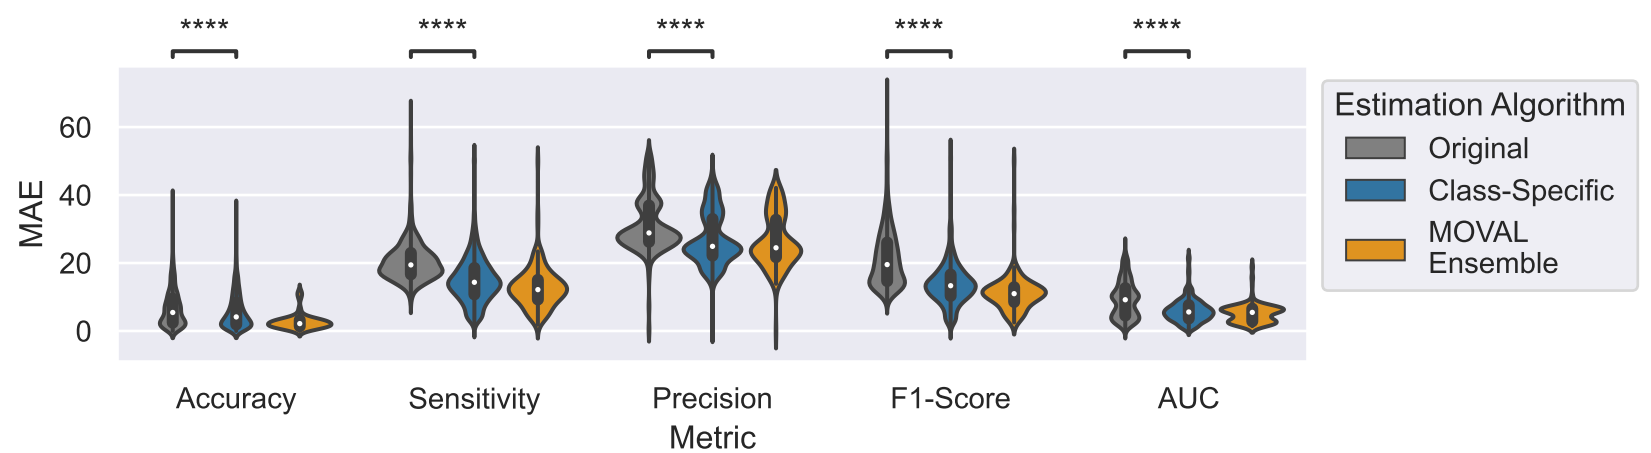 **** **** **** **** ****
MAE
60
40
20
0
Accuracy Sensitivity Precision F1-Score AUC
Metric
Estimation Algorithm
Original
Class-Specific
MOVAL
Ensemble